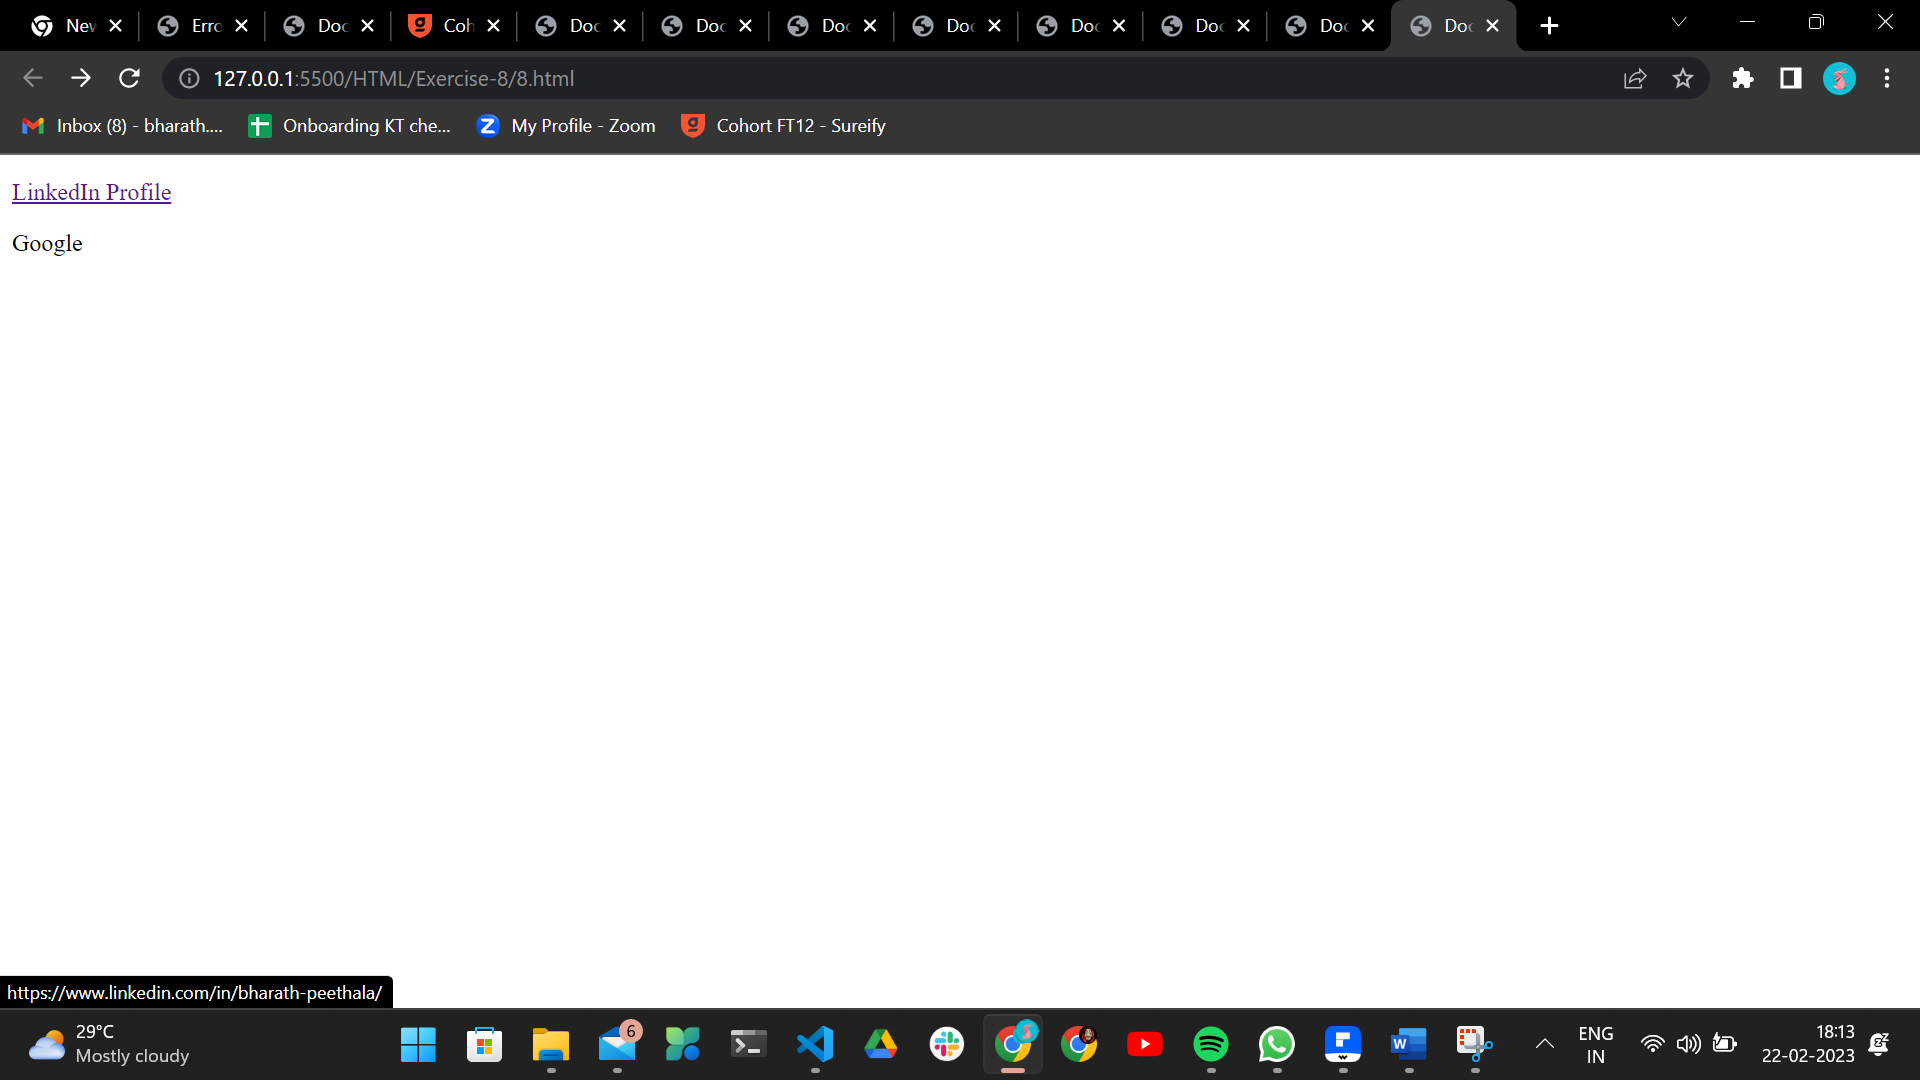 New
Erro
Doc
Coh
Doc
Doc
Doc
Doc
Doc
Doc
Doc
Doc
127.0.0.1:5500/HTML/Exercise-8/8.html
Inbox (8) - bharath....
Onboarding KT che...
My Profile - Zoom
Cohort FT12 - Sureify
LinkedIn Profile
Google
https://www.linkedin.com/in/bharath-peethala/
29°C
Mostly cloudy
6
ENG
IN
18:13
22-02-2023